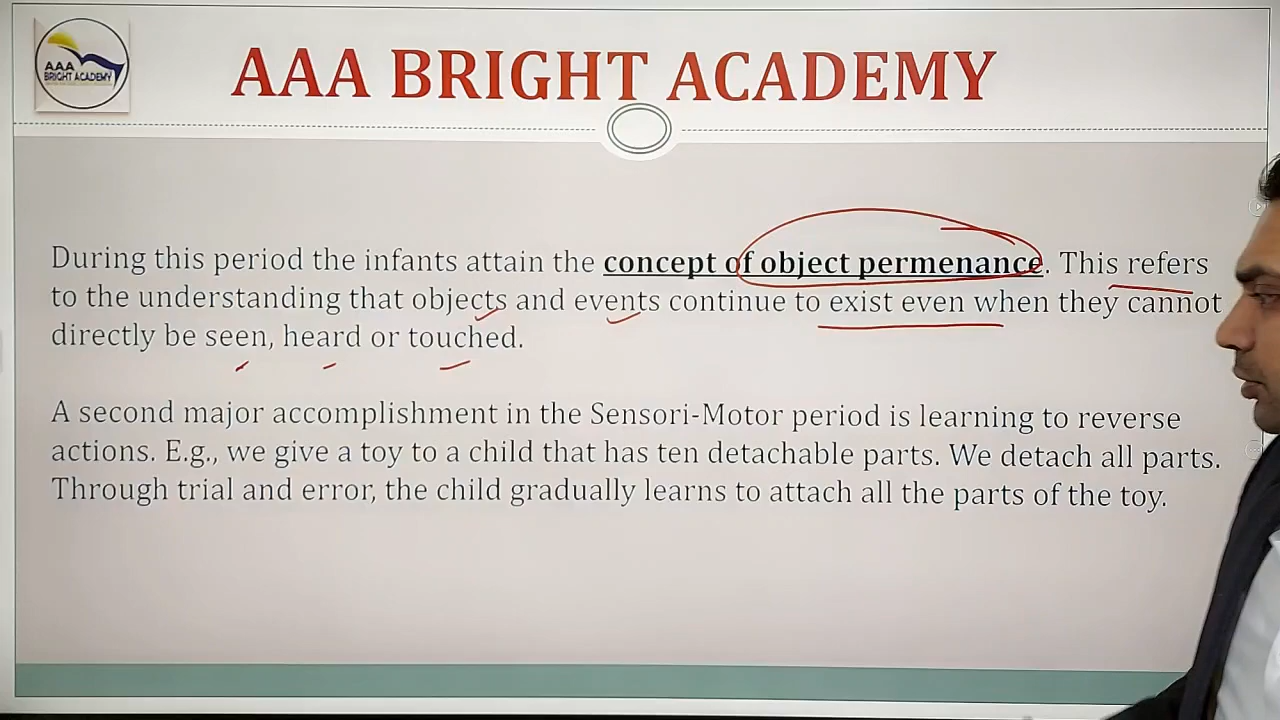 AAA
BRIGHT ACADEMY
AAA BRIGHT ACADEMY
During this period the infants attain the concept of object permenance. This refers
to the understanding that objects and events continue to exist even when they cannot
directly be seen, heard or touched.
A second major accomplishment in the Sensori-Motor period is learning to reverse
actions. E.g., we give a toy to a child that has ten detachable parts. We detach all parts.
Through trial and error, the child gradually learns to attach all the parts of the toy.